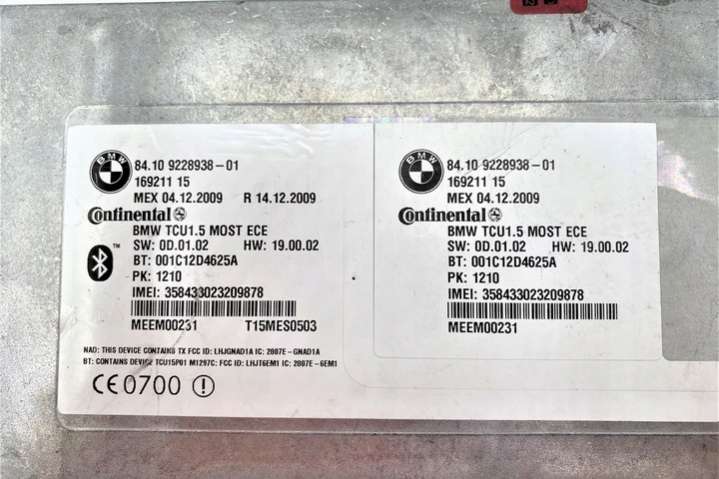 BMW
84.10 9228938-01
169211 15
MEX 04.12.2009 R 14.12.2009
Continental
BMW TCU1.5 MOST ECE
SW: 0D.01.02 HW: 19.00.02
BT: 001C12D4625A
PK: 1210
IMEI: 358433023209878
MEEM00231 T15MES0503
NAD: THIS DEVICE CONTAINS TX FCC ID: LHJGNAD1A IC: 2807E-GNAD1A
BT: CONTAINS DEVICE TCU15P01 M1297C: FCC ID: LHJT6EM1 IC: 2807E-6EM1
CE0700
BMW
84.10 9228938-01
169211 15
MEX 04.12.2009
Continental
BMW TCU1.5 MOST ECE
SW: 0D.01.02 HW: 19.00.02
BT: 001C12D4625A
PK: 1210
IMEI: 358433023209878
MEEM00231